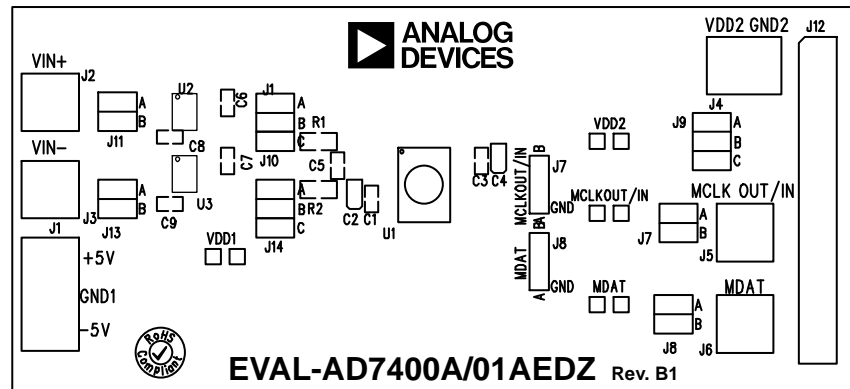 ANALOG
DEVICES
VDD2 GND2
J12
VIN+
J2
U2
C6
J1
A
B
J11
C8
A
B
C
J10
R1
C5
VDD2
J4
J9
A
B
C
VIN-
J3
A
B
J13
C7
U3
C9
A
B
C
J14
R2
C2
C1
U1
C3
C4
B
J7
MCLKOUT/IN
GND
A
MCLKOUT/IN
MCLK OUT/IN
A
B
J7
J5
J1
+5V
GND1
-5V
VDD1
B
J8
MDAT
GND
A
MDAT
MDAT
A
B
J8
J6
RoHS
Compliant
EVAL-AD7400A/01AEDZ Rev. B1